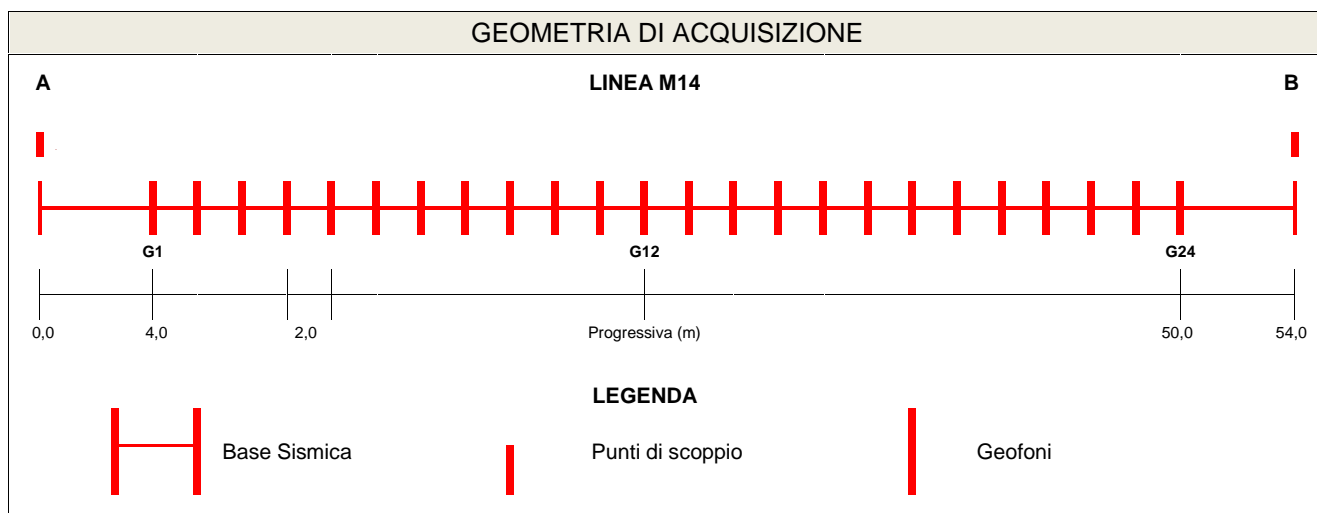 GEOMETRIA DI ACQUISIZIONE
A LINEA M14 B
G1 G12 G24
0,0 4,0 2,0 Progressiva (m) 50,0 54,0
LEGENDA
Base Sismica Punti di scoppio Geofoni